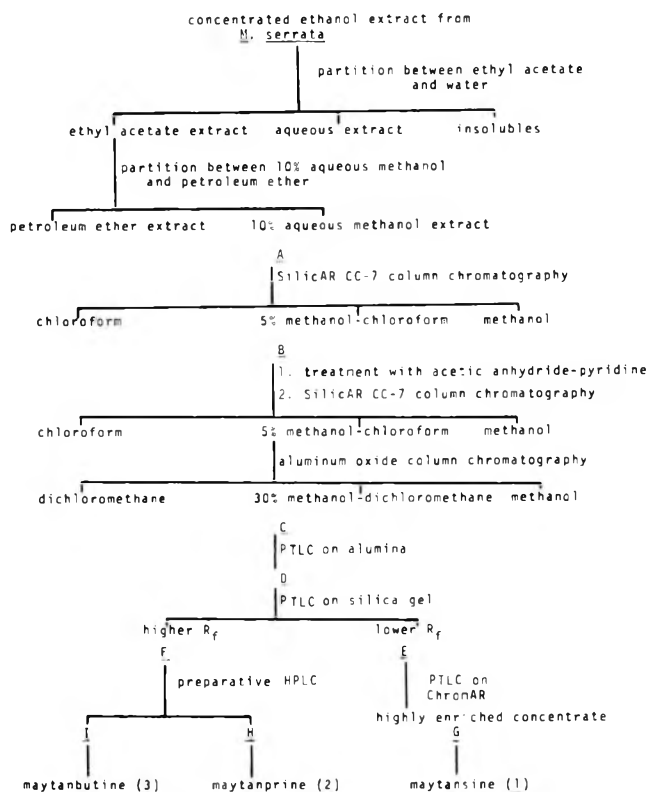 concentrated ethanol extract from
M. serrata
partition between ethyl acetate
and water
ethyl acetate extract aqueous extract insolubles
partition between 10% aqueous methanol
and petroleum ether
petroleum ether extract 10% aqueous methanol extract
A
SilicAR CC-7 column chromatography
chloroform 5% methanol-chloroform methanol
B
1. treatment with acetic anhydride-pyridine
2. SilicAR CC-7 column chromatography
chloroform 5% methanol-chloroform methanol
aluminum oxide column chromatography
dichloromethane 30% methanol-dichloromethane methanol
C
PTLC on alumina
D
PTLC on silica gel
higher Rf lower Rf
F E
preparative HPLC PTLC on
ChromAR
highly enriched concentrate
I H G
maytanbutine (3) maytanprine (2) maytansine (1)